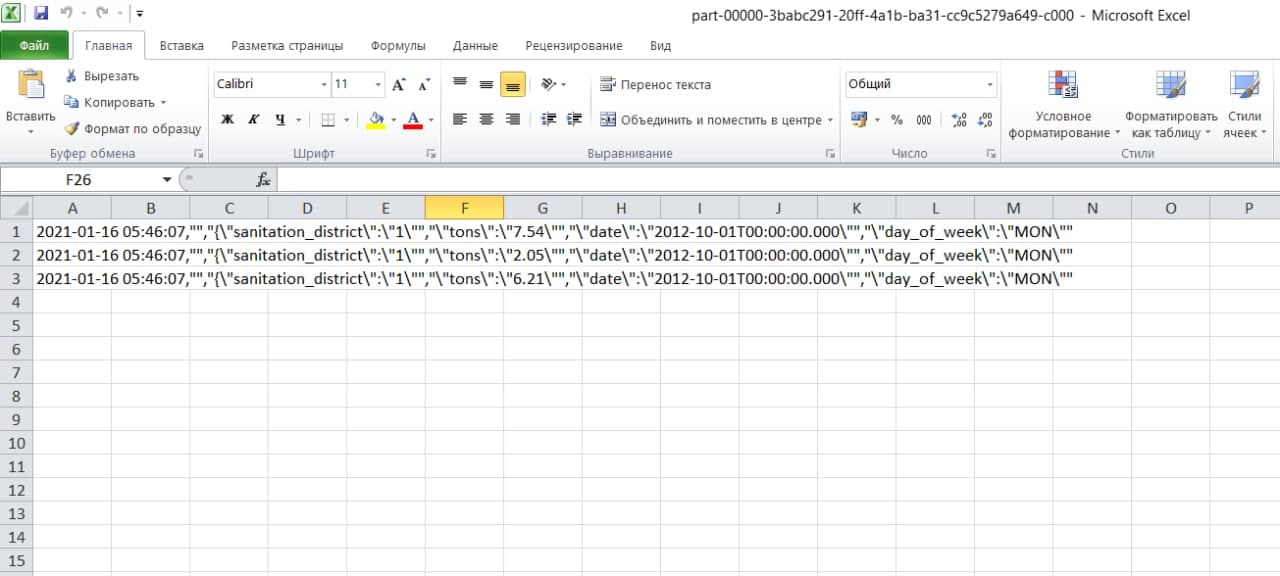 part-00000-3babc291-20ff-4a1b-ba31-cc9c5279a649-c000 - Microsoft Excel
Файл Главная Вставка Разметка страницы Формулы Данные Рецензирование Вид
Вставить
Вырезать
Копировать
Формат по образцу
Буфер обмена
Calibri 11
Ж К Ч А
Шрифт
Перенос текста
Объединить и поместить в центре
Выравнивание
Общий
% 000
Число
Условное форматирование
Форматировать как таблицу
Стили ячеек
Стили
F26 fx
A B C D E F G H I J K L M N O P
1 2021-01-16 05:46:07,"","{\"sanitation_district\":\"1\"","\"tons\":\"7.54\"","\"date\":\"2012-10-01T00:00:00.000\"","\"day_of_week\":\"MON\""
2 2021-01-16 05:46:07,"","{\"sanitation_district\":\"1\"","\"tons\":\"2.05\"","\"date\":\"2012-10-01T00:00:00.000\"","\"day_of_week\":\"MON\""
3 2021-01-16 05:46:07,"","{\"sanitation_district\":\"1\"","\"tons\":\"6.21\"","\"date\":\"2012-10-01T00:00:00.000\"","\"day_of_week\":\"MON\""
4
5
6
7
8
9
10
11
12
13
14
15